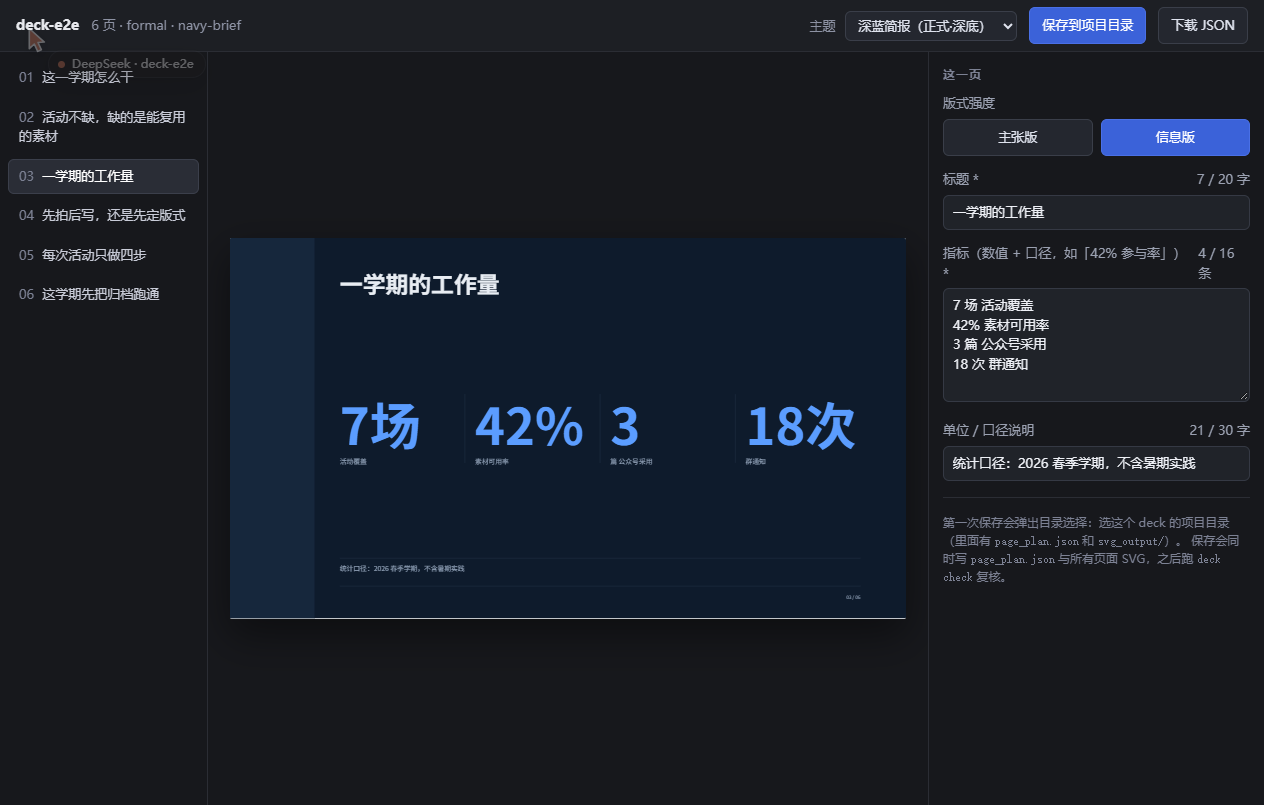 deck-e2e 6 页 · formal · navy-brief 主题 深蓝简报（正式·深底） 保存到项目目录 下载 JSON
DeepSeek · deck-e2e
01 这一学期怎么干
02 活动不缺，缺的是能复用
的素材
03 一学期的工作量
04 先拍后写，还是先定版式
05 每次活动只做四步
06 这学期先把归档跑通
一学期的工作量
7场 42% 3 18次
活动覆盖 素材可用率 篇 公众号采用 群通知
统计口径：2026 春季学期，不含暑期实践
03 / 06
这一页
版式强度
主张版 信息版
标题 * 7 / 20 字
一学期的工作量
指标（数值 + 口径，如「42% 参与率」） 4 / 16
* 条
7 场 活动覆盖
42% 素材可用率
3 篇 公众号采用
18 次 群通知
单位 / 口径说明 21 / 30 字
统计口径：2026 春季学期，不含暑期实践
第一次保存会弹出目录选择：选这个 deck 的项目目录
（里面有 page_plan.json 和 svg_output/）。保存会同
时写 page_plan.json 与所有页面 SVG，之后跑 deck
check 复核。